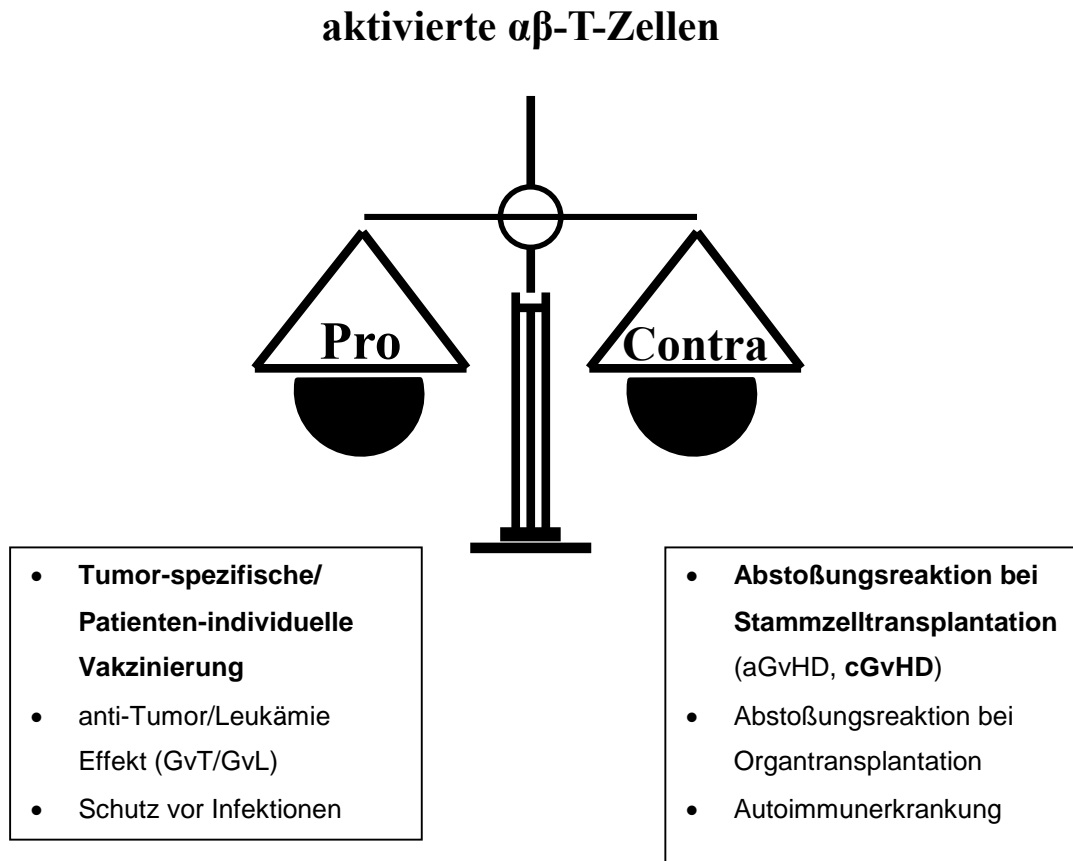 aktivierte αβ-T-Zellen
Pro
Contra
• Tumor-spezifische/
Patienten-individuelle
Vakzinierung
• anti-Tumor/Leukämie
Effekt (GvT/GvL)
• Schutz vor Infektionen
• Abstoßungsreaktion bei
Stammzelltransplantation
(aGvHD, cGvHD)
• Abstoßungsreaktion bei
Organtransplantation
• Autoimmunerkrankung